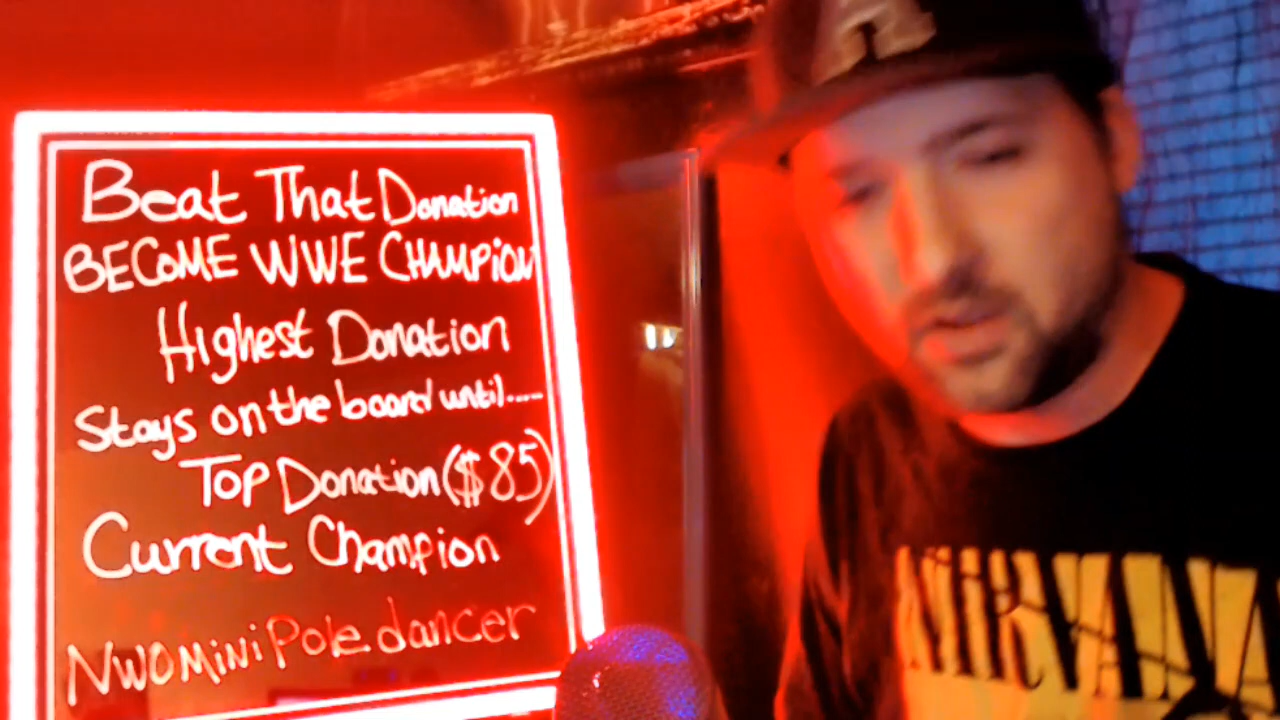 Beat That Donation
BECOME WWE CHAMPION
Highest Donation
Stays on the board until.....
TOP Donation ($85)
Current Champion
NWOMiniPoledancer
A
NIRVANA